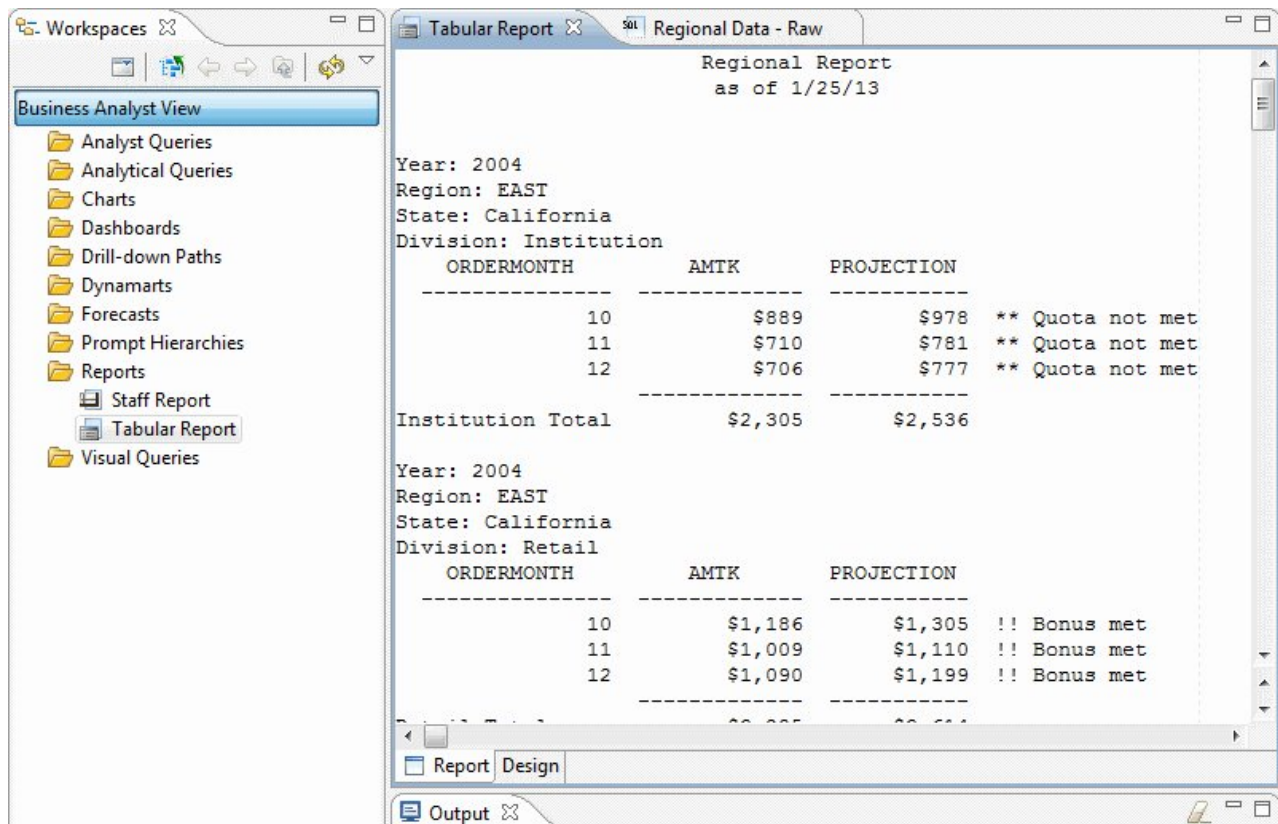 Workspaces
Business Analyst View
Analyst Queries
Analytical Queries
Charts
Dashboards
Drill-down Paths
Dynamarts
Forecasts
Prompt Hierarchies
Reports
Staff Report
Tabular Report
Visual Queries
Tabular Report
SQL Regional Data - Raw
Regional Report
as of 1/25/13
Year: 2004
Region: EAST
State: California
Division: Institution
ORDERMONTH AMTK PROJECTION
--------------- ------------- -----------
10 $889 $978 ** Quota not met
11 $710 $781 ** Quota not met
12 $706 $777 ** Quota not met
------------- -----------
Institution Total $2,305 $2,536
Year: 2004
Region: EAST
State: California
Division: Retail
ORDERMONTH AMTK PROJECTION
--------------- ------------- -----------
10 $1,186 $1,305 !! Bonus met
11 $1,009 $1,110 !! Bonus met
12 $1,090 $1,199 !! Bonus met
------------- -----------
Report Design
Output